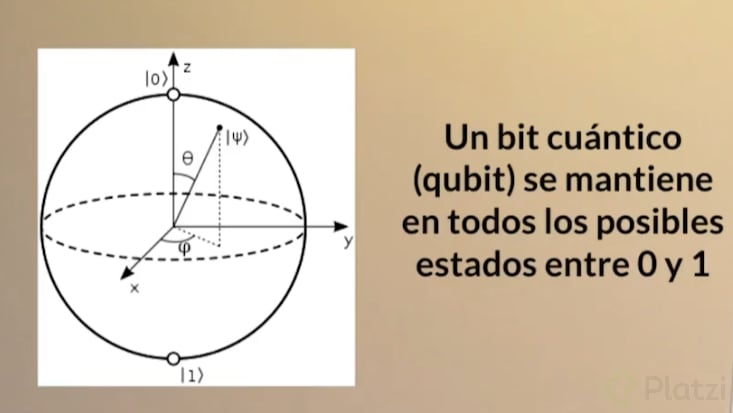 |0⟩
z
|ψ⟩
θ
y
φ
x
|1⟩
Un bit cuántico
(qubit) se mantiene
en todos los posibles
estados entre 0 y 1
Platzi